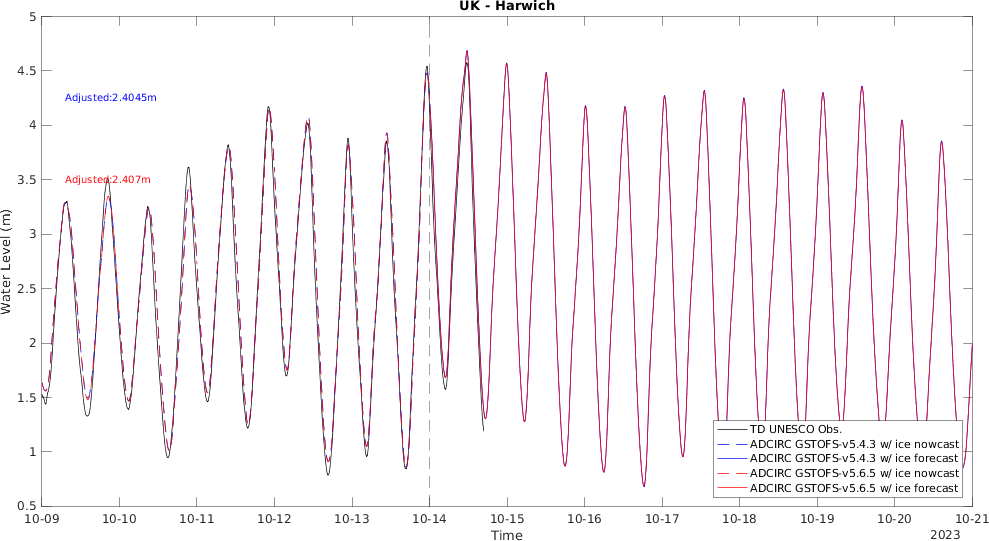 UK - Harwich
5
4.5
4
3.5
3
2.5
2
1.5
1
0.5
Water Level (m)
Adjusted:2.4045m
Adjusted:2.407m
TD UNESCO Obs.
ADCIRC GSTOFS-v5.4.3 w/ ice nowcast
ADCIRC GSTOFS-v5.4.3 w/ ice forecast
ADCIRC GSTOFS-v5.6.5 w/ ice nowcast
ADCIRC GSTOFS-v5.6.5 w/ ice forecast
10-09 10-10 10-11 10-12 10-13 10-14 10-15 10-16 10-17 10-18 10-19 10-20 10-21
Time
2023